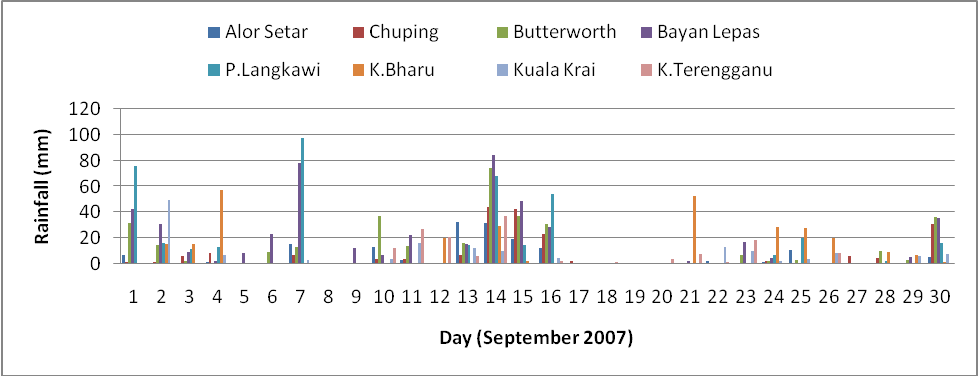 Alor Setar Chuping Butterworth Bayan Lepas
P.Langkawi K.Bharu Kuala Krai K.Terengganu
120
100
80
60
40
20
0
Rainfall (mm)
1 2 3 4 5 6 7 8 9 10 11 12 13 14 15 16 17 18 19 20 21 22 23 24 25 26 27 28 29 30
Day (September 2007)